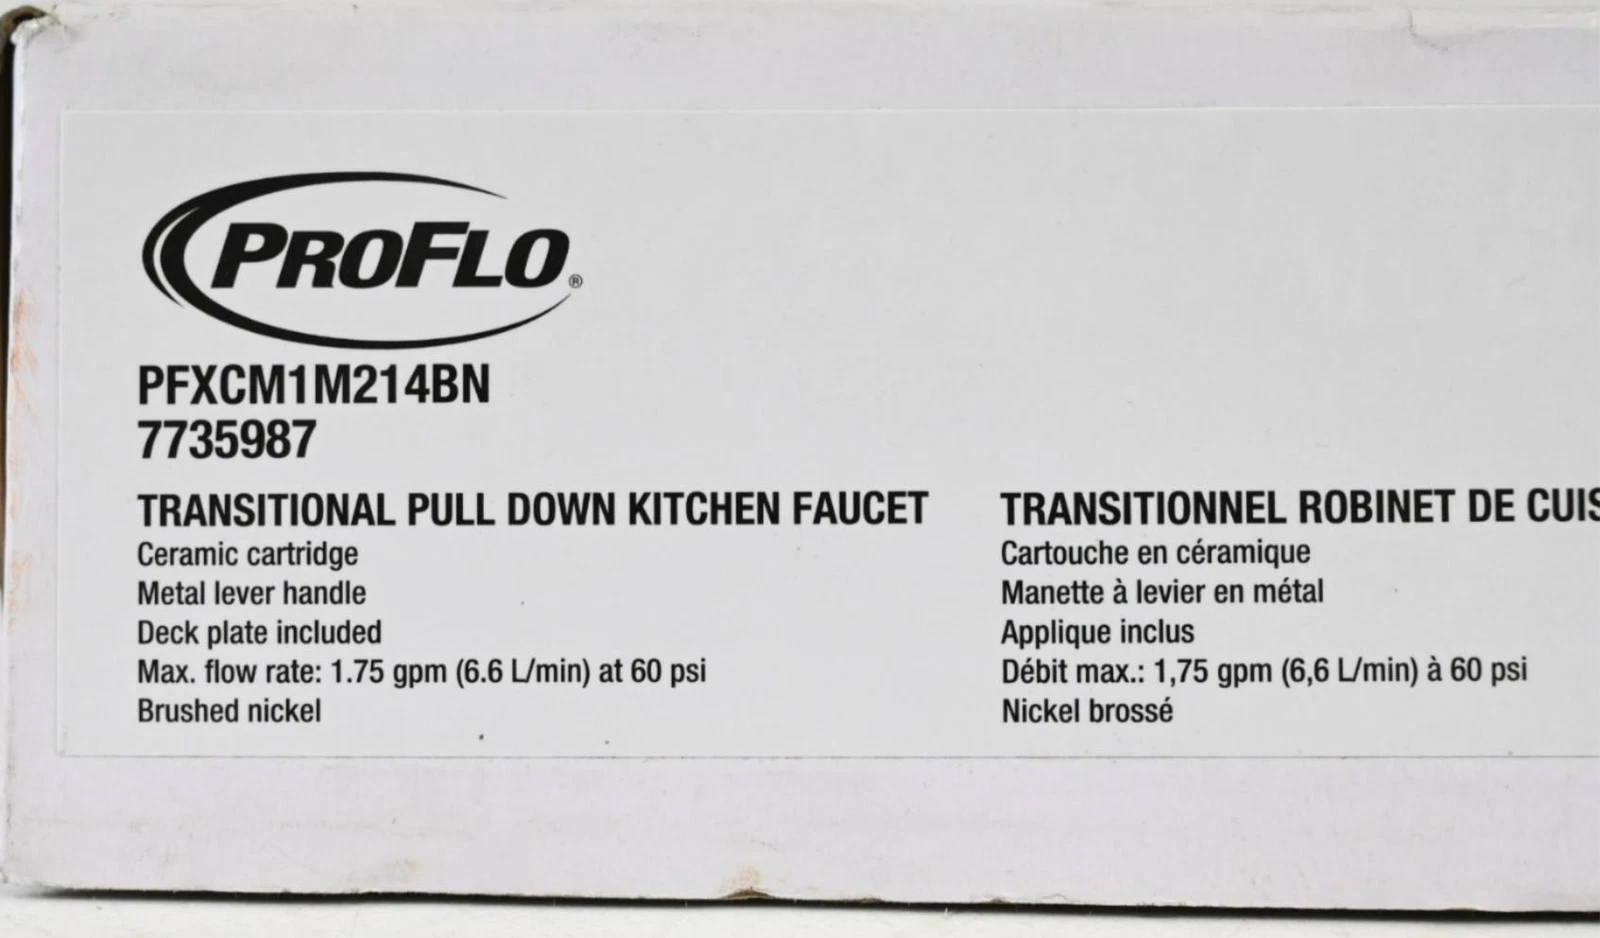 PROFLO®
PFXCM1M214BN
7735987
TRANSITIONAL PULL DOWN KITCHEN FAUCET
Ceramic cartridge
Metal lever handle
Deck plate included
Max. flow rate: 1.75 gpm (6.6 L/min) at 60 psi
Brushed nickel
TRANSITIONNEL ROBINET DE CUIS
Cartouche en céramique
Manette à levier en métal
Applique inclus
Débit max.: 1,75 gpm (6,6 L/min) à 60 psi
Nickel brossé